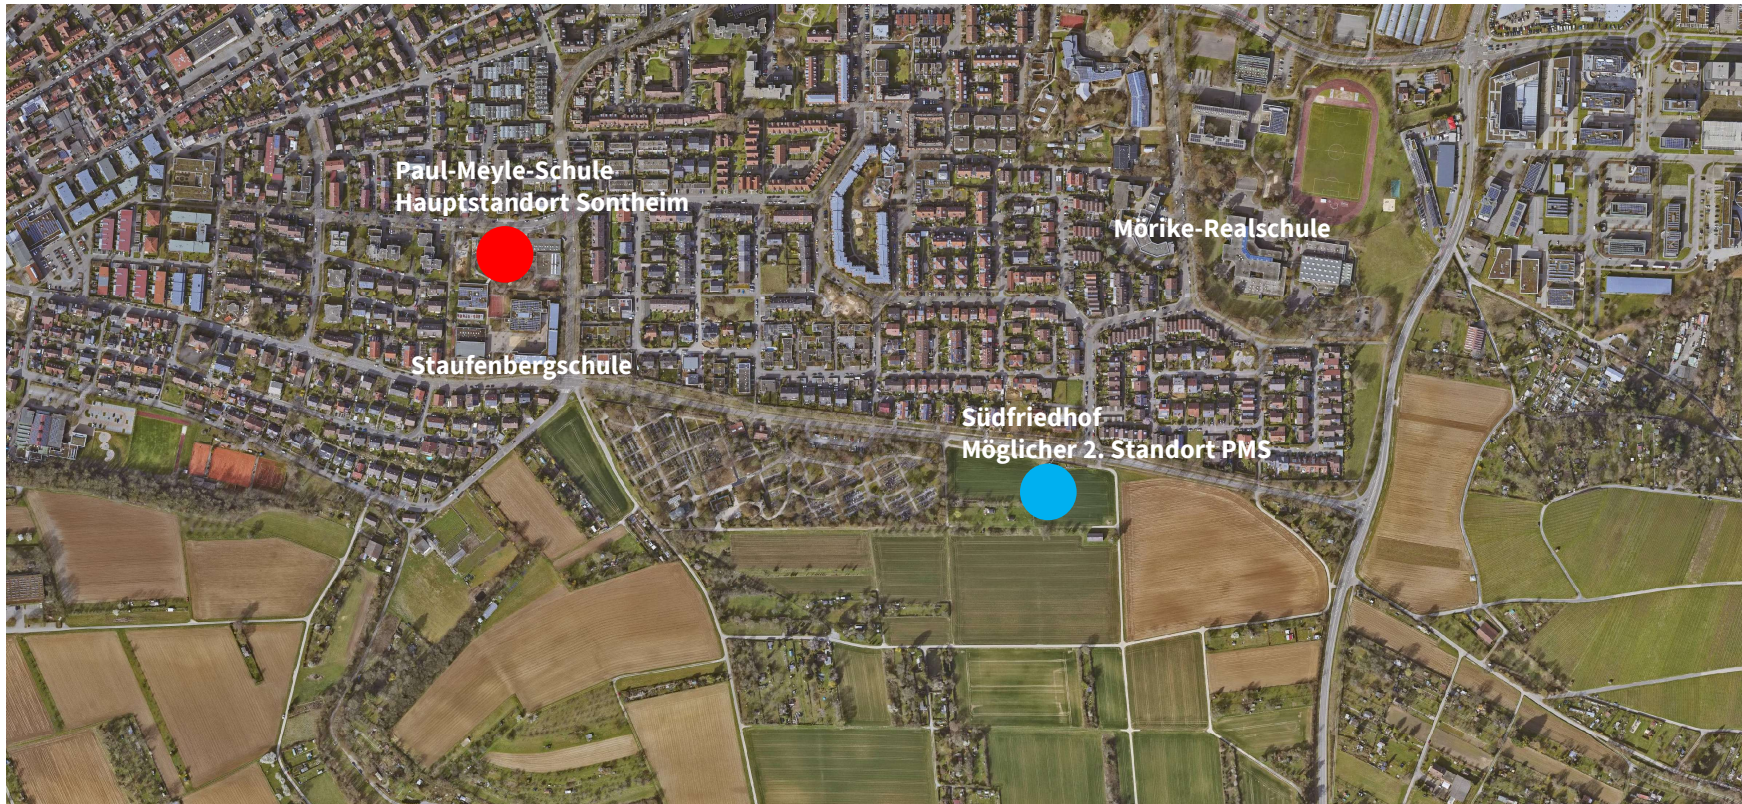 Paul-Meyle-Schule
Hauptstandort Sontheim
Mörike-Realschule
Staufenbergschule
Südfriedhof
Möglicher 2. Standort PMS